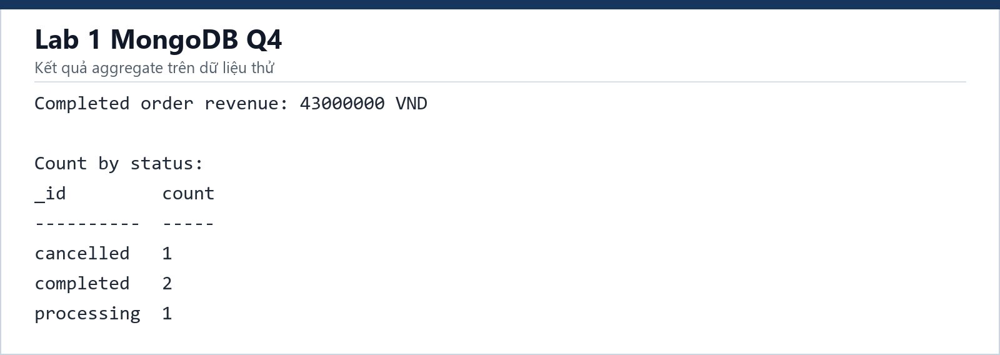 Lab 1 MongoDB Q4
Kết quả aggregate trên dữ liệu thử
Completed order revenue: 43000000 VND
Count by status:
_id         count
----------  -----
cancelled   1
completed   2
processing  1